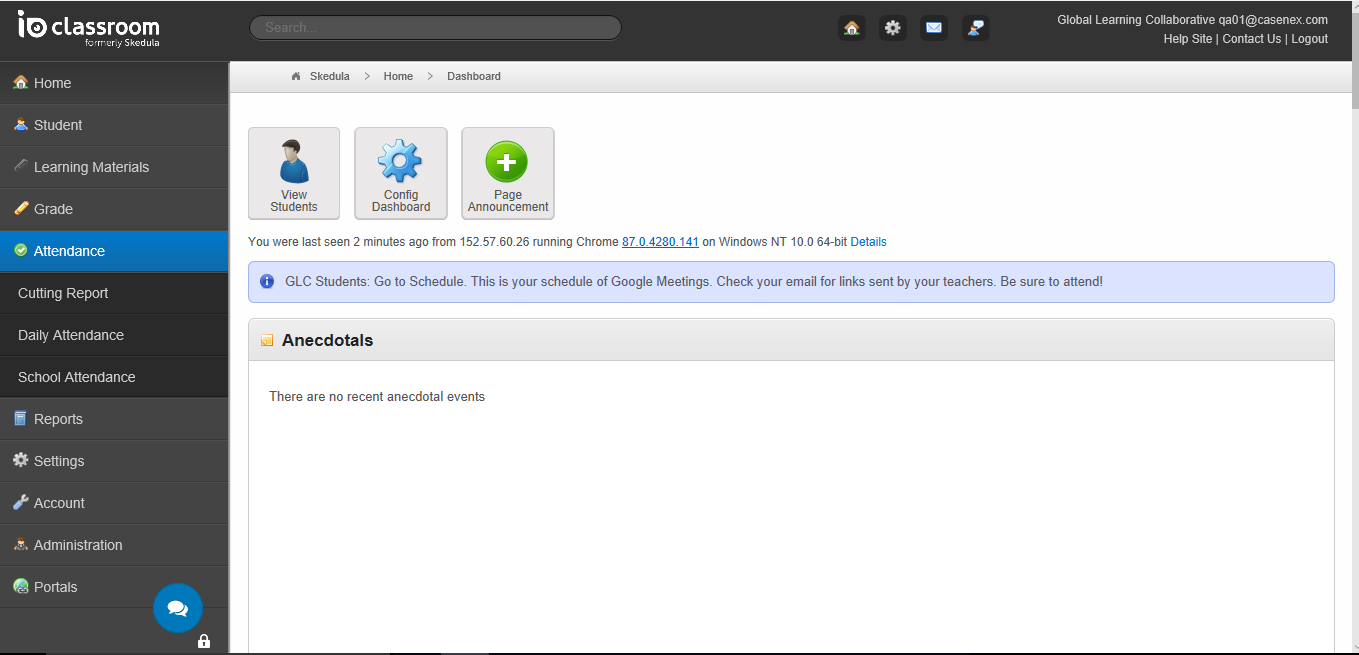 io classroom
formerly Skedula
Search...
Global Learning Collaborative qa01@casenex.com
Help Site | Contact Us | Logout
Skedula > Home > Dashboard
Home
Student
Learning Materials
Grade
Attendance
Cutting Report
Daily Attendance
School Attendance
Reports
Settings
Account
Administration
Portals
View
Students
Config
Dashboard
Page
Announcement
You were last seen 2 minutes ago from 152.57.60.26 running Chrome 87.0.4280.141 on Windows NT 10.0 64-bit Details
GLC Students: Go to Schedule. This is your schedule of Google Meetings. Check your email for links sent by your teachers. Be sure to attend!
Anecdotals
There are no recent anecdotal events